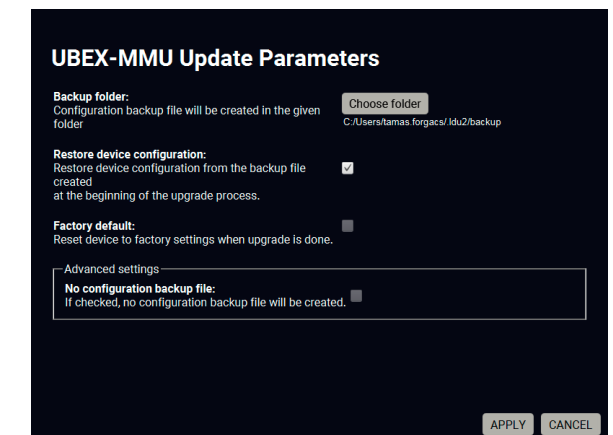 UBEX-MMU Update Parameters
Backup folder:
Configuration backup file will be created in the given
folder
Choose folder
C:/Users/tamas.forgacs/.ldu2/backup
Restore device configuration:
Restore device configuration from the backup file
created
at the beginning of the upgrade process.
Factory default:
Reset device to factory settings when upgrade is done.
Advanced settings
No configuration backup file:
If checked, no configuration backup file will be created.
APPLY
CANCEL